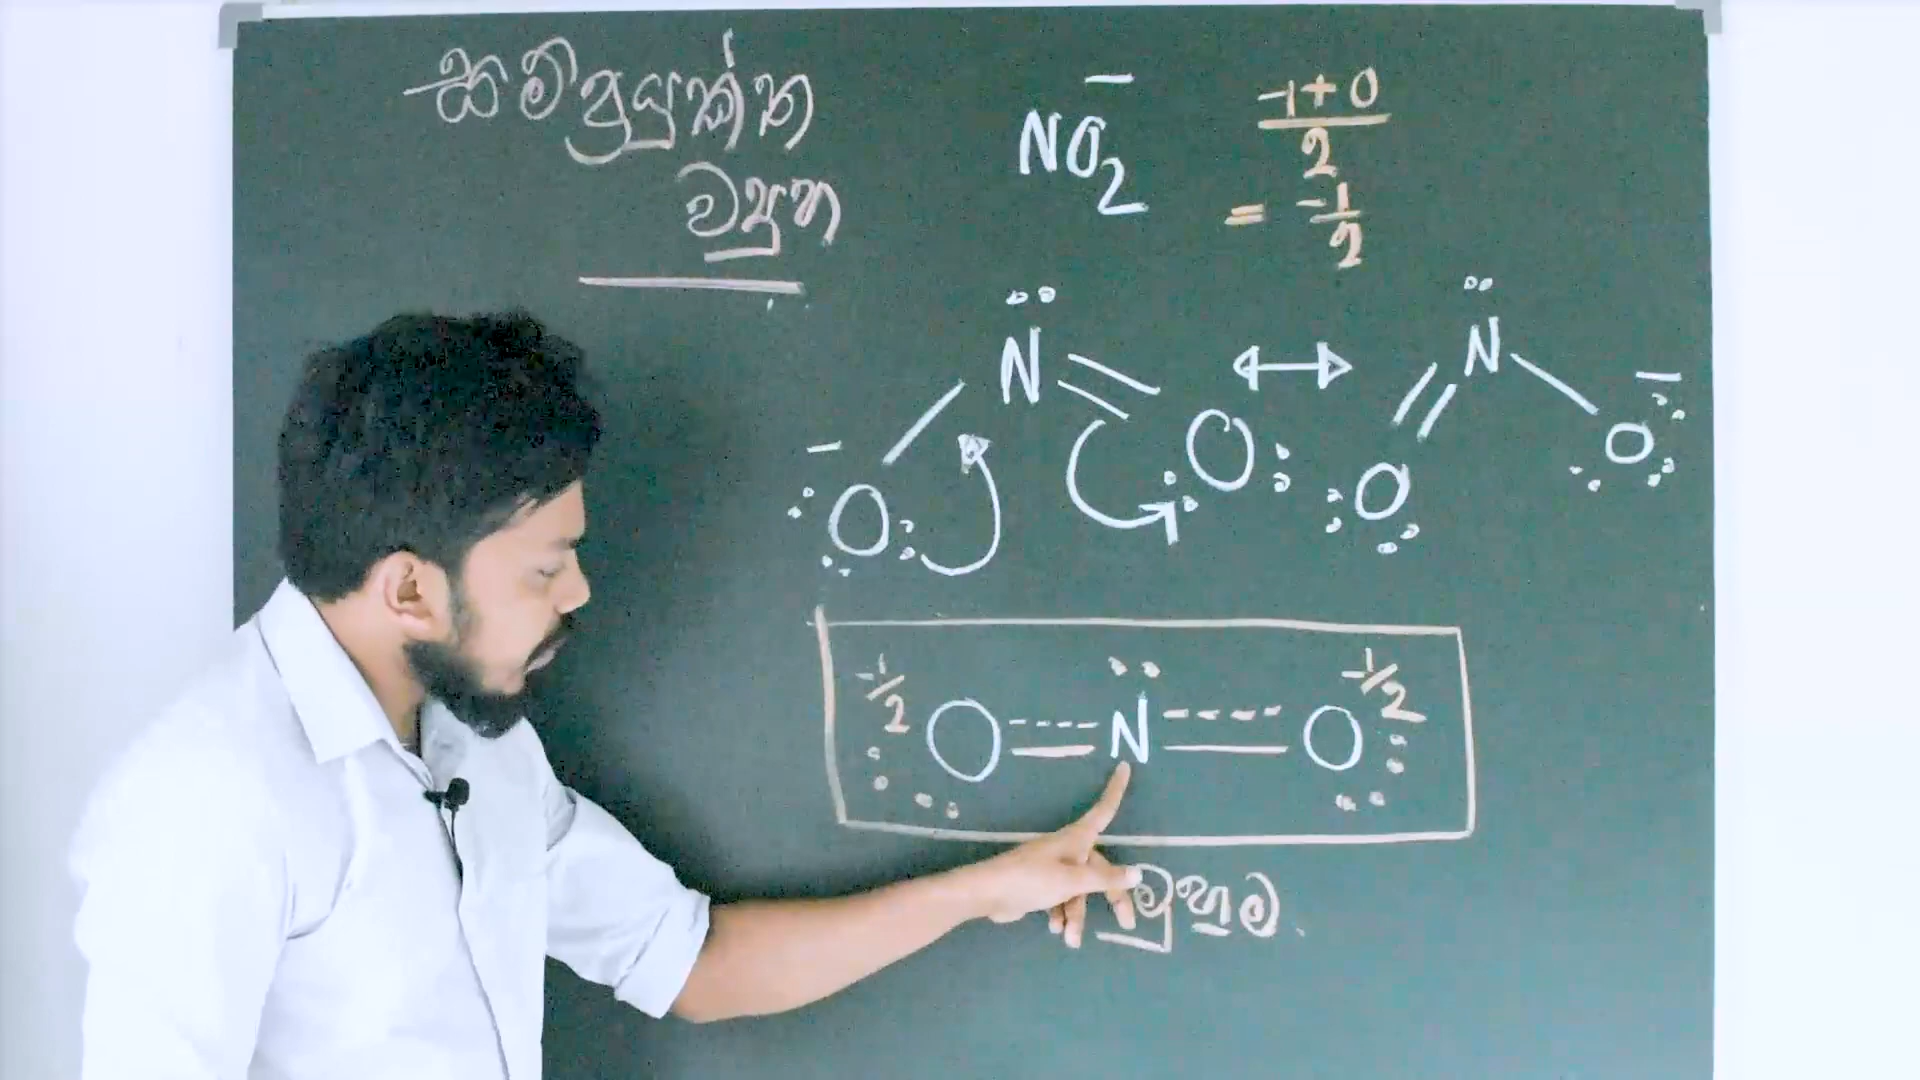 සම්ප්‍රයුක්ත
ව්‍යුහ
NO₂⁻
-1+0
2
= -1/2
N
O
O
N
O
O
-1/2 O N O -1/2
මුහුම